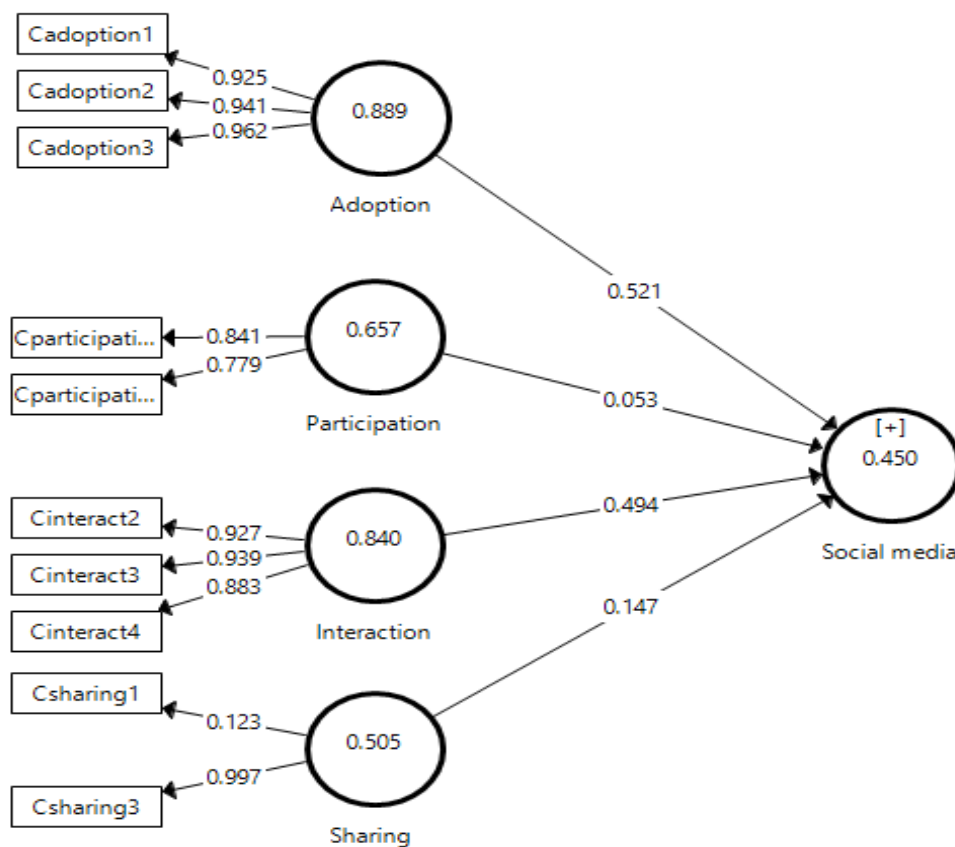 Cadoption1
0.925
Cadoption2
0.941
Cadoption3
0.962
0.889
Adoption
0.521
Cparticipati...
0.841
Cparticipati...
0.779
0.657
Participation
0.053
[+]
0.450
Social media
Cinteract2
0.927
Cinteract3
0.939
Cinteract4
0.883
0.840
Interaction
0.494
Csharing1
0.123
Csharing3
0.997
0.505
Sharing
0.147